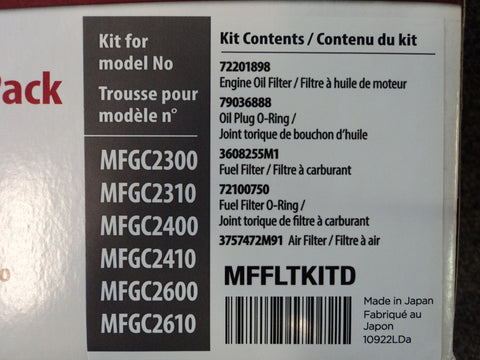 Pack
Kit for
model No
Trousse pour
modèle n°
MFGC2300
MFGC2310
MFGC2400
MFGC2410
MFGC2600
MFGC2610
Kit Contents / Contenu du kit
72201898
Engine Oil Filter / Filtre à huile de moteur
79036888
Oil Plug O-Ring /
Joint torique de bouchon d'huile
3608255M1
Fuel Filter / Filtre à carburant
72100750
Fuel Filter O-Ring /
Joint torique de filtre à carburant
3757472M91 Air Filter / Filtre à air
MFFLTKITD
Made in Japan
Fabriqué au
Japon
10922LDa